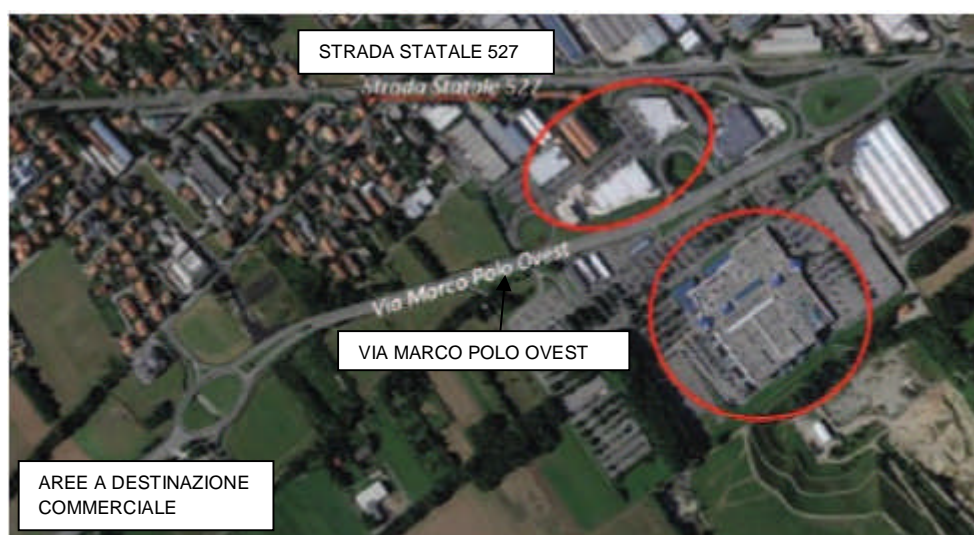 STRADA STATALE 527
Strada Statale 527
Via Marco Polo Ovest
VIA MARCO POLO OVEST
AREE A DESTINAZIONE
COMMERCIALE